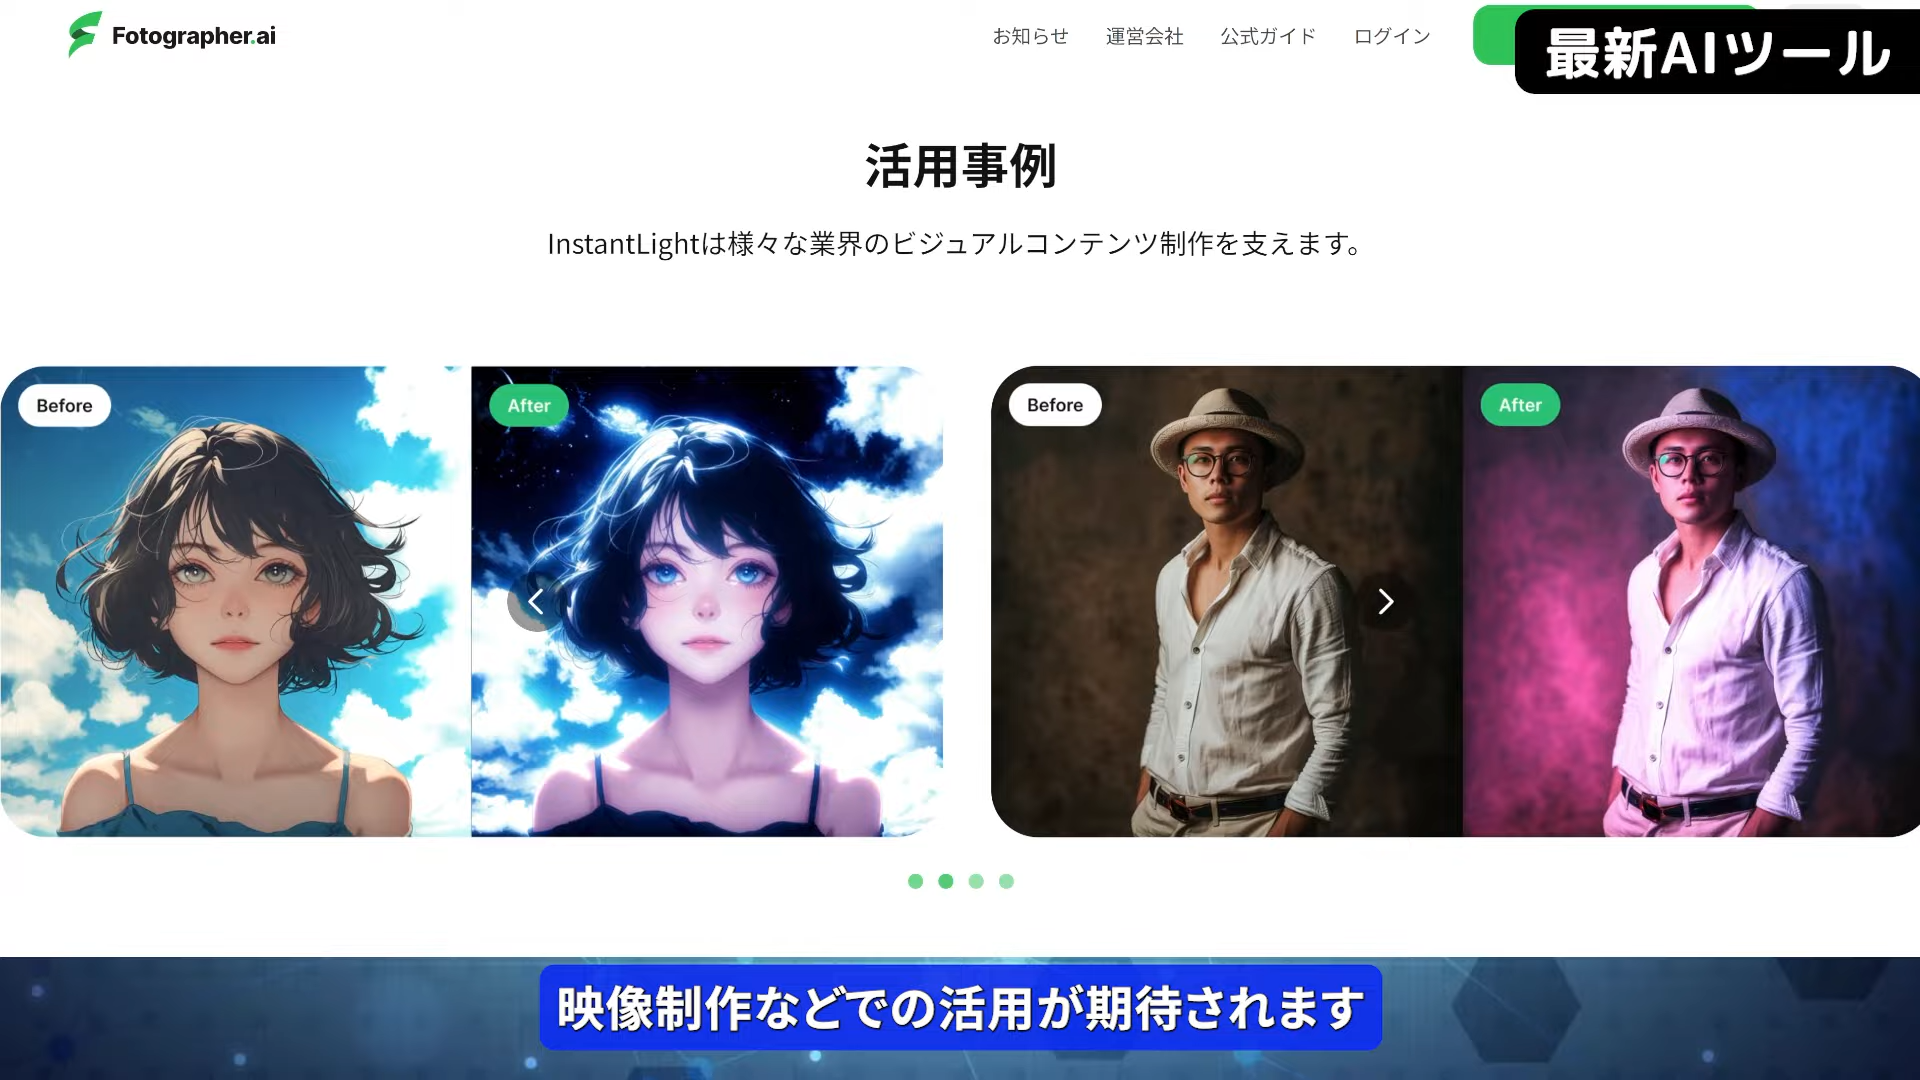 Fotographer.ai
お知らせ
運営会社
公式ガイド
ログイン
最新AIツール
活用事例
InstantLightは様々な業界のビジュアルコンテンツ制作を支えます。
Before
After
Before
After
映像制作などでの活用が期待されます